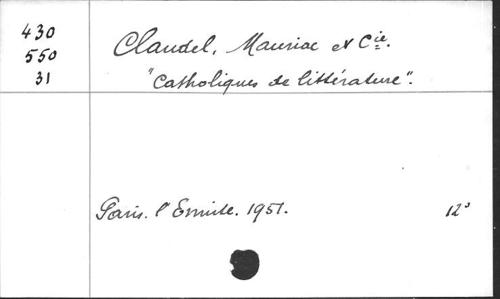 430
550
31
Claudel, Mauriac et Cie.
"Catholiques de littérature".
Paris. l'Ermite. 1951.
12°